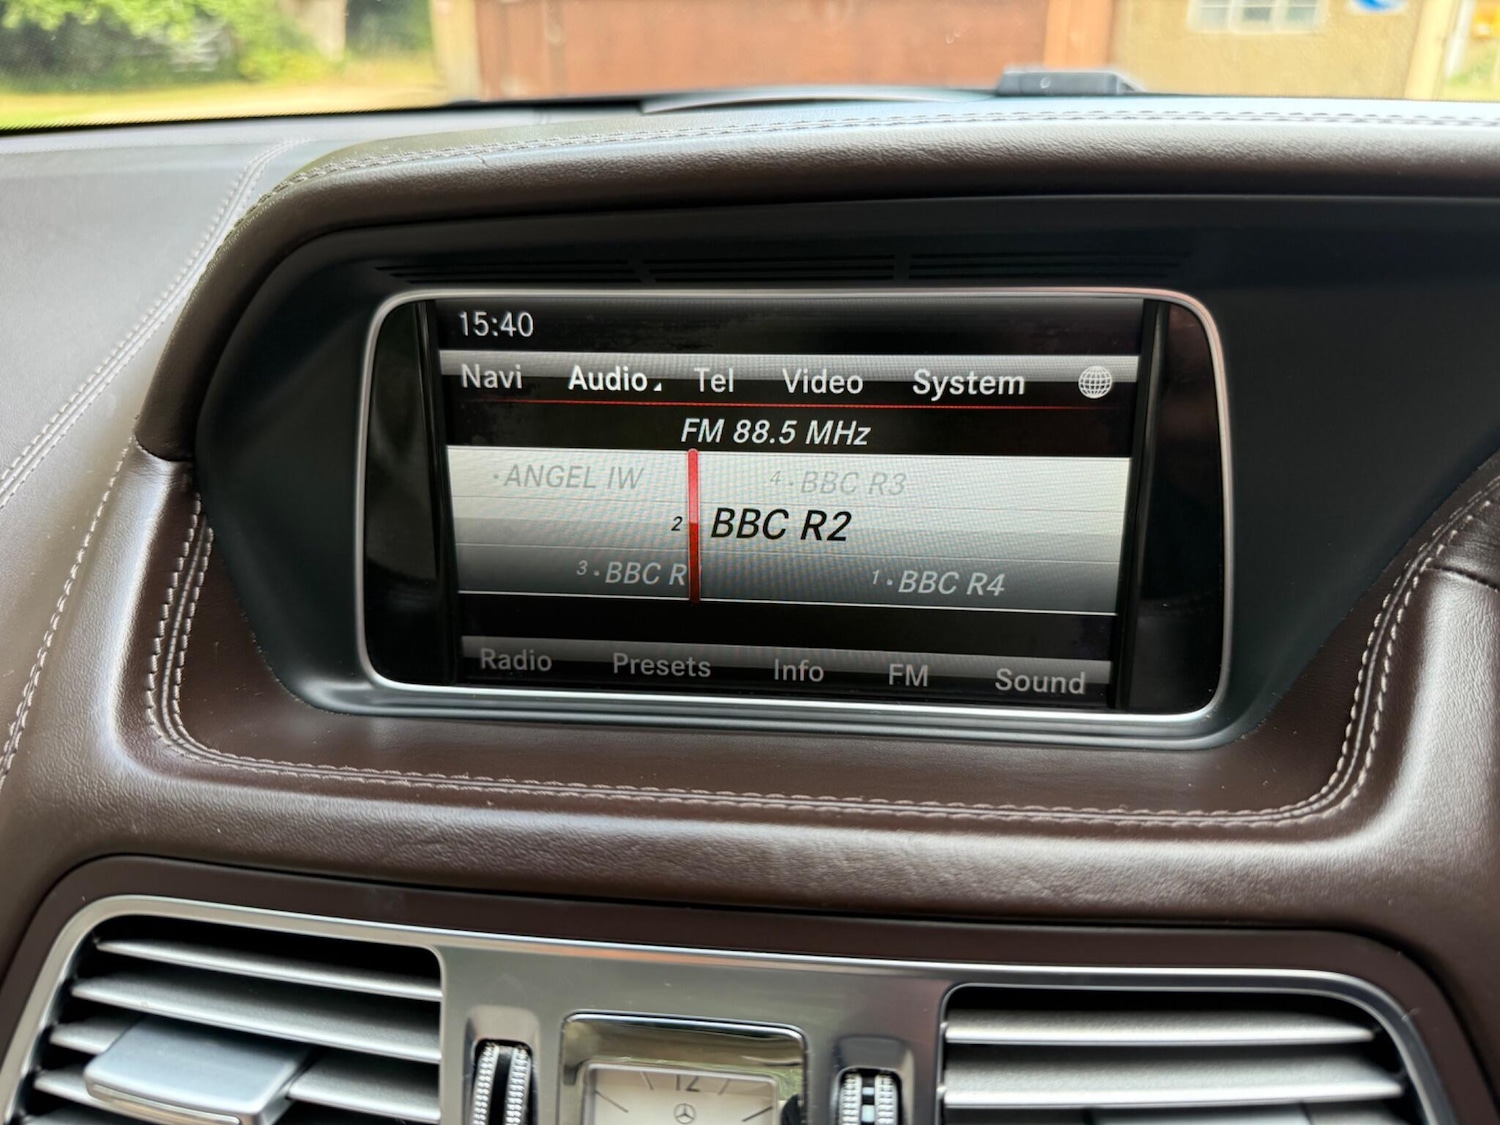 15:40
Navi Audio Tel Video System
FM 88.5 MHz
·ANGEL IW 4·BBC R3
2 BBC R2
3·BBC R 1·BBC R4
Radio Presets Info FM Sound
12